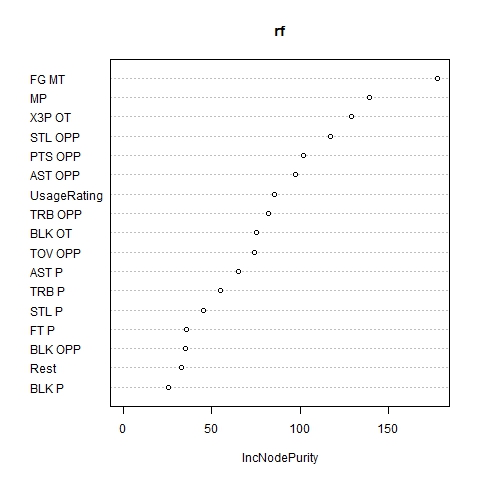 rf
FG MT
MP
X3P OT
STL OPP
PTS OPP
AST OPP
UsageRating
TRB OPP
BLK OT
TOV OPP
AST P
TRB P
STL P
FT P
BLK OPP
Rest
BLK P
0 50 100 150
IncNodePurity